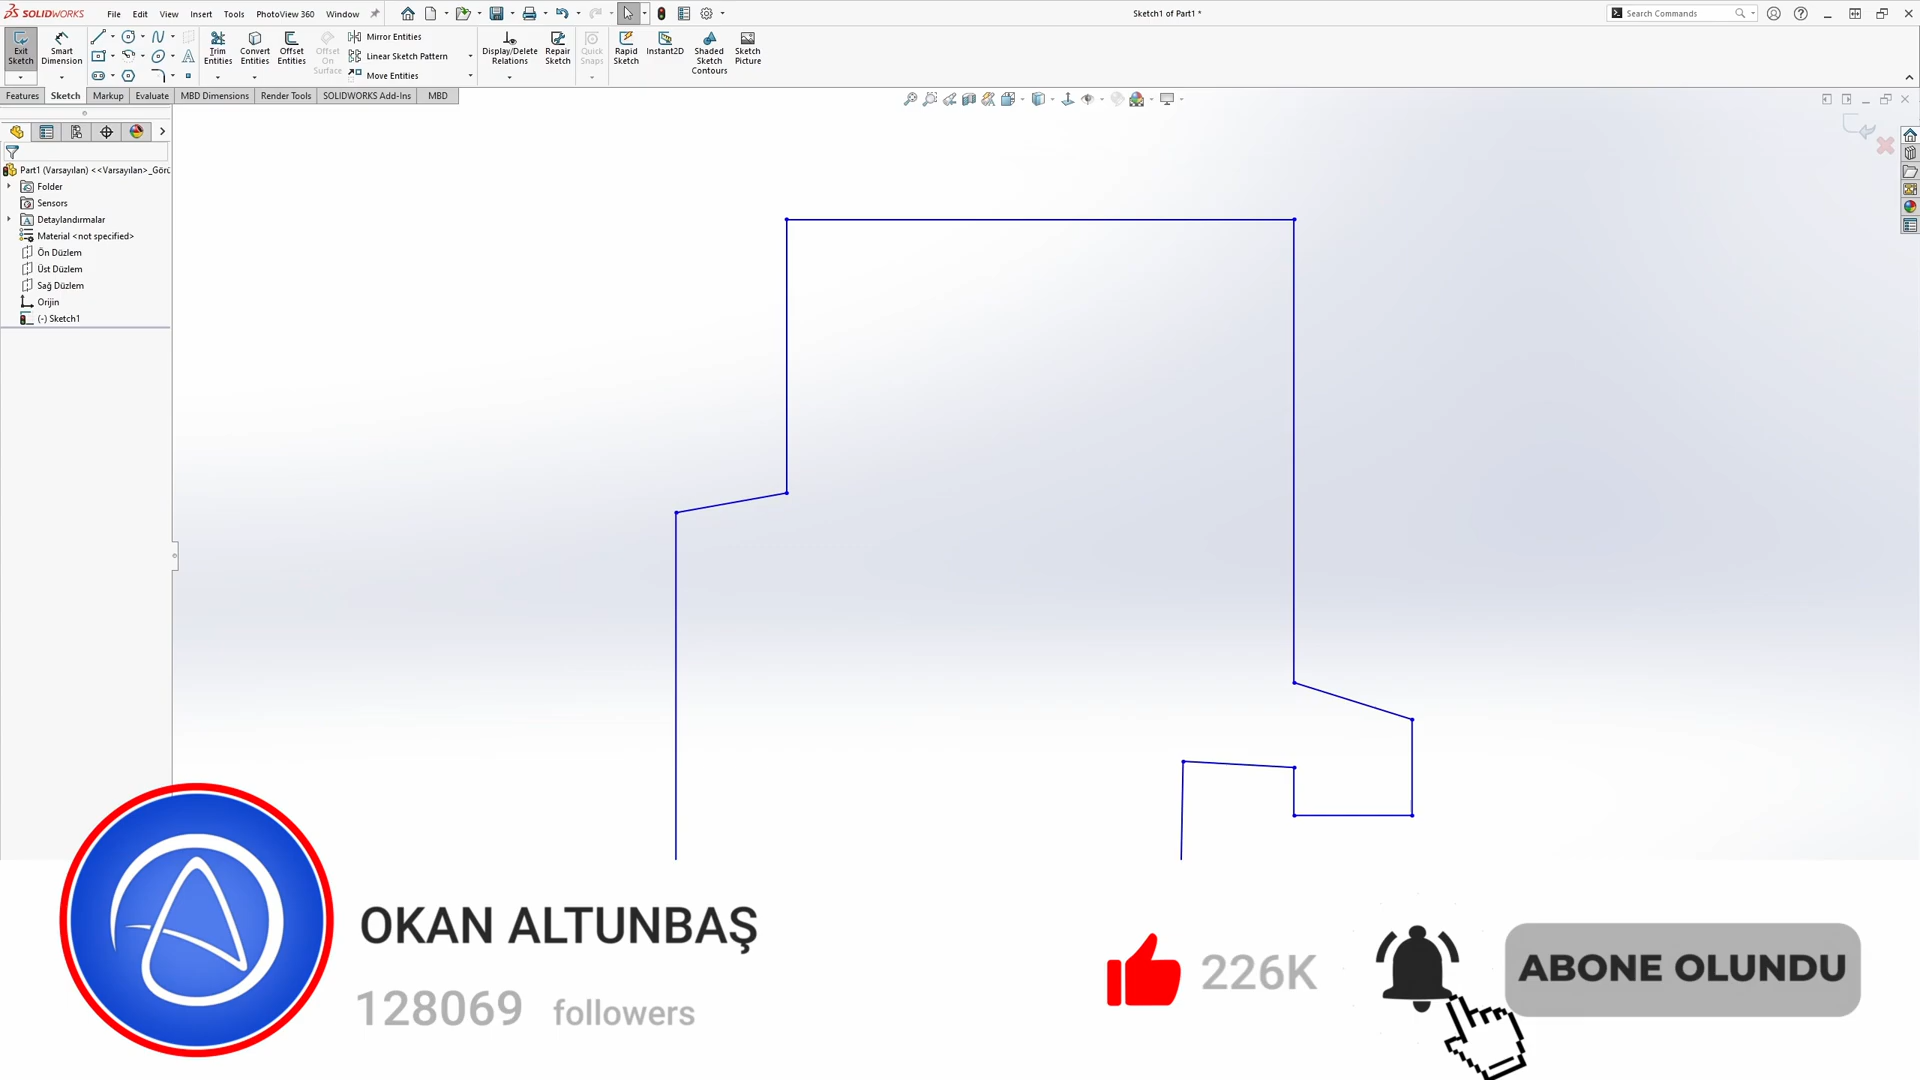 SOLIDWORKS File Edit View Insert Tools PhotoView 360 Window
Sketch1 of Part1 *
Search Commands
Exit Sketch
Smart Dimension
Trim Entities
Convert Entities
Offset Entities
Offset On Surface
Mirror Entities
Linear Sketch Pattern
Move Entities
Display/Delete Relations
Repair Sketch
Quick Snaps
Rapid Sketch
Instant2D
Shaded Sketch Contours
Sketch Picture
Features Sketch Markup Evaluate MBD Dimensions Render Tools SOLIDWORKS Add-Ins MBD
Part1 (Varsayılan) <<Varsayılan>_Görü
Folder
Sensors
Detaylandırmalar
Material <not specified>
Ön Düzlem
Üst Düzlem
Sağ Düzlem
Orijin
(-) Sketch1
OKAN ALTUNBAŞ
128069 followers
226K
ABONE OLUNDU